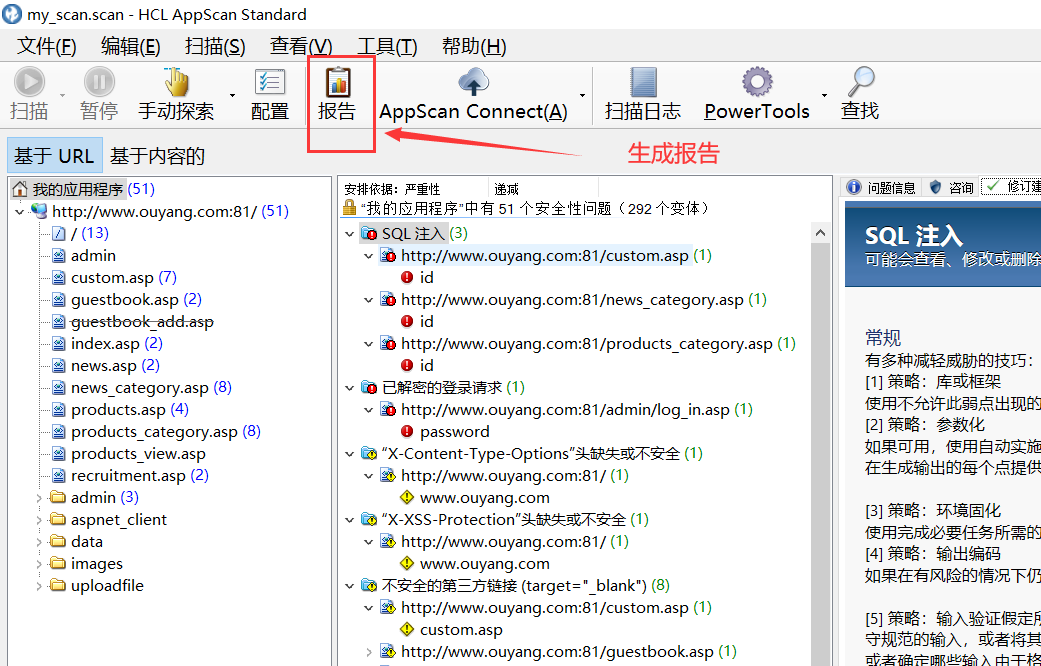 my_scan.scan - HCL AppScan Standard
文件(F) 编辑(E) 扫描(S) 查看(V) 工具(T) 帮助(H)
扫描 暂停 手动探索 配置 报告 AppScan Connect(A) 扫描日志 PowerTools 查找
生成报告
基于 URL 基于内容的
我的应用程序 (51)
http://www.ouyang.com:81/ (51)
/ (13)
admin
custom.asp (7)
guestbook.asp (2)
guestbook_add.asp
index.asp (2)
news.asp (2)
news_category.asp (8)
products.asp (4)
products_category.asp (8)
products_view.asp
recruitment.asp (2)
admin (3)
aspnet_client
data
images
uploadfile
安排依据：严重性 递减
“我的应用程序”中有 51 个安全性问题（292 个变体）
SQL 注入 (3)
http://www.ouyang.com:81/custom.asp (1)
id
http://www.ouyang.com:81/news_category.asp (1)
id
http://www.ouyang.com:81/products_category.asp (1)
id
已解密的登录请求 (1)
http://www.ouyang.com:81/admin/log_in.asp (1)
password
“X-Content-Type-Options”头缺失或不安全 (1)
http://www.ouyang.com:81/ (1)
www.ouyang.com
“X-XSS-Protection”头缺失或不安全 (1)
http://www.ouyang.com:81/ (1)
www.ouyang.com
不安全的第三方链接 (target="_blank") (8)
http://www.ouyang.com:81/custom.asp (1)
custom.asp
http://www.ouyang.com:81/guestbook.asp (1)
问题信息 咨询 修订建
SQL 注入
可能会查看、修改或删除
常规
有多种减轻威胁的技巧：
[1] 策略：库或框架
使用不允许此弱点出现的
[2] 策略：参数化
如果可用，使用自动实施
在生成输出的每个点提供
[3] 策略：环境固化
使用完成必要任务所需的
[4] 策略：输出编码
如果在有风险的情况下仍
[5] 策略：输入验证假定所
守规范的输入，或者将其
或者确定哪些输入由于格